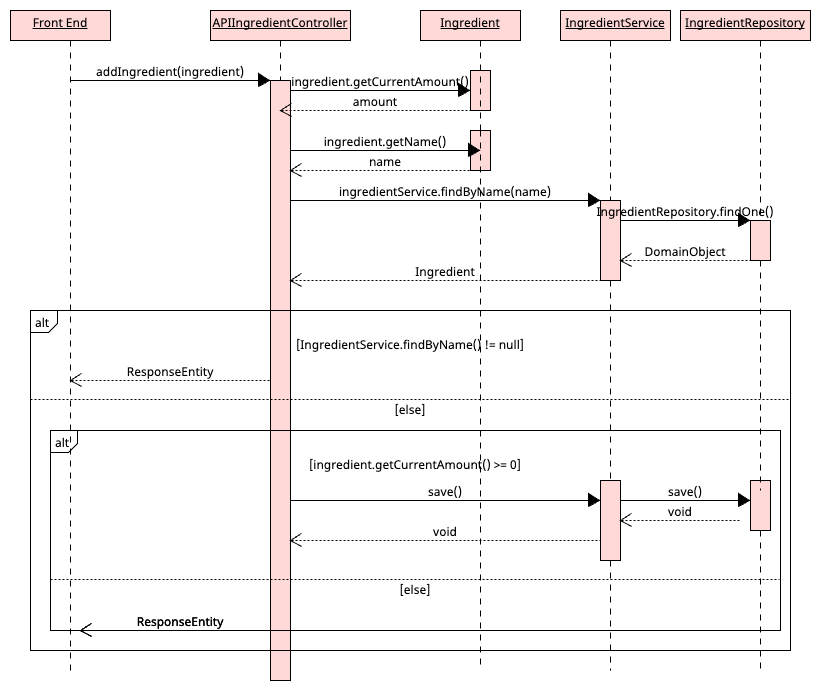 Front End
APIIngredientController
Ingredient
IngredientService
IngredientRepository
addIngredient(ingredient)
ingredient.getCurrentAmount()
amount
ingredient.getName()
name
ingredientService.findByName(name)
IngredientRepository.findOne()
DomainObject
Ingredient
alt
[IngredientService.findByName() != null]
ResponseEntity
[else]
alt
[ingredient.getCurrentAmount() >= 0]
save()
save()
void
void
[else]
ResponseEntity